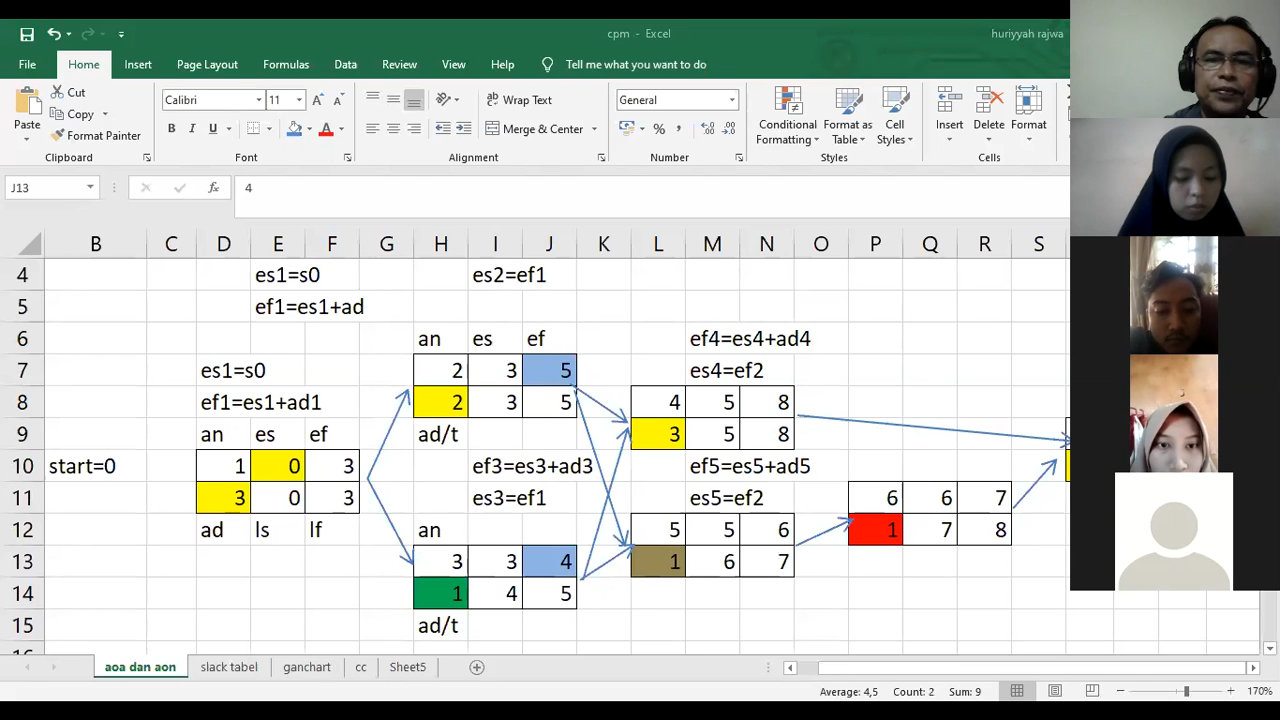 cpm - Excel
huriyyah rajwa
File Home Insert Page Layout Formulas Data Review View Help Tell me what you want to do
Paste
Cut
Copy
Format Painter
Clipboard
Calibri 11
B I U
Font
Wrap Text
Merge & Center
Alignment
General
Number
Conditional Formatting
Format as Table
Cell Styles
Styles
Insert Delete Format
Cells
J13
fx 4
B C D E F G H I J K L M N O P Q R S
4 es1=s0 es2=ef1
5 ef1=es1+ad
6 an es ef ef4=es4+ad4
7 es1=s0 2 3 5 es4=ef2
8 ef1=es1+ad1 2 3 5 4 5 8
9 an es ef ad/t 3 5 8
10 start=0 1 0 3 ef3=es3+ad3 ef5=es5+ad5
11 3 0 3 es3=ef1 es5=ef2 6 6 7
12 ad ls lf an 5 5 6 1 7 8
13 3 3 4 1 6 7
14 1 4 5
15 ad/t
aoa dan aon slack tabel ganchart cc Sheet5
Average: 4,5 Count: 2 Sum: 9 170%